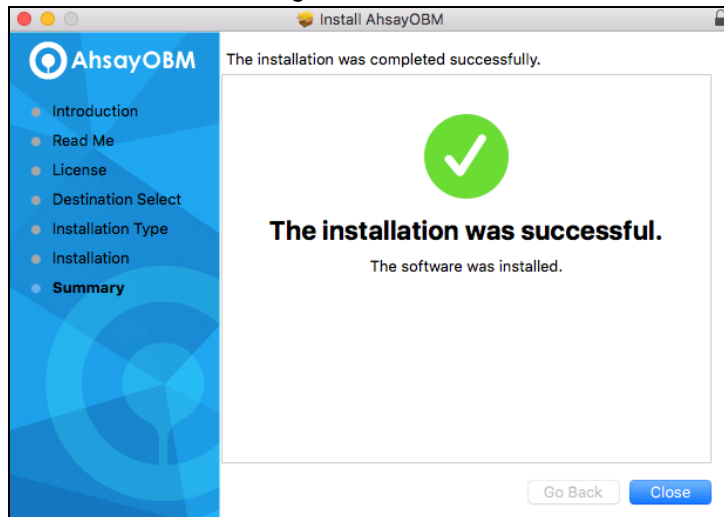 Install AhsayOBM
AhsayOBM
The installation was completed successfully.
Introduction
Read Me
License
Destination Select
Installation Type
Installation
Summary
The installation was successful.
The software was installed.
Go Back
Close